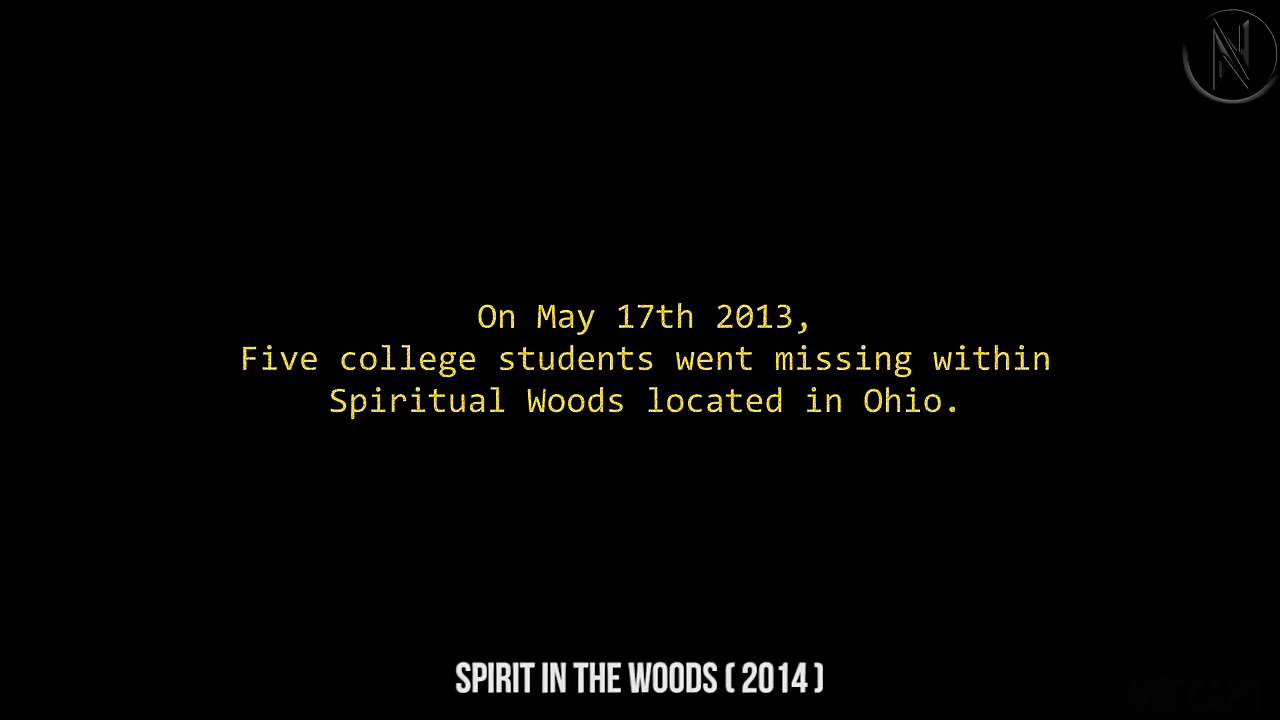 On May 17th 2013,
Five college students went missing within
Spiritual Woods located in Ohio.
SPIRIT IN THE WOODS ( 2014 )